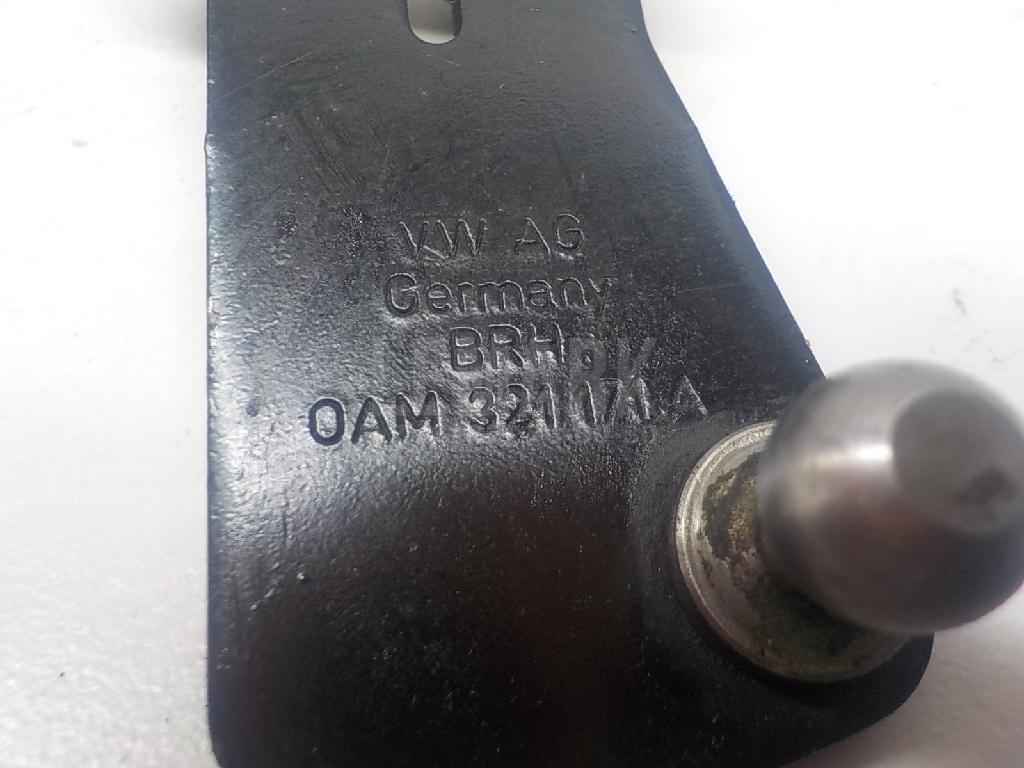 VW AG
Germany
BRH
0AM 321 171 A